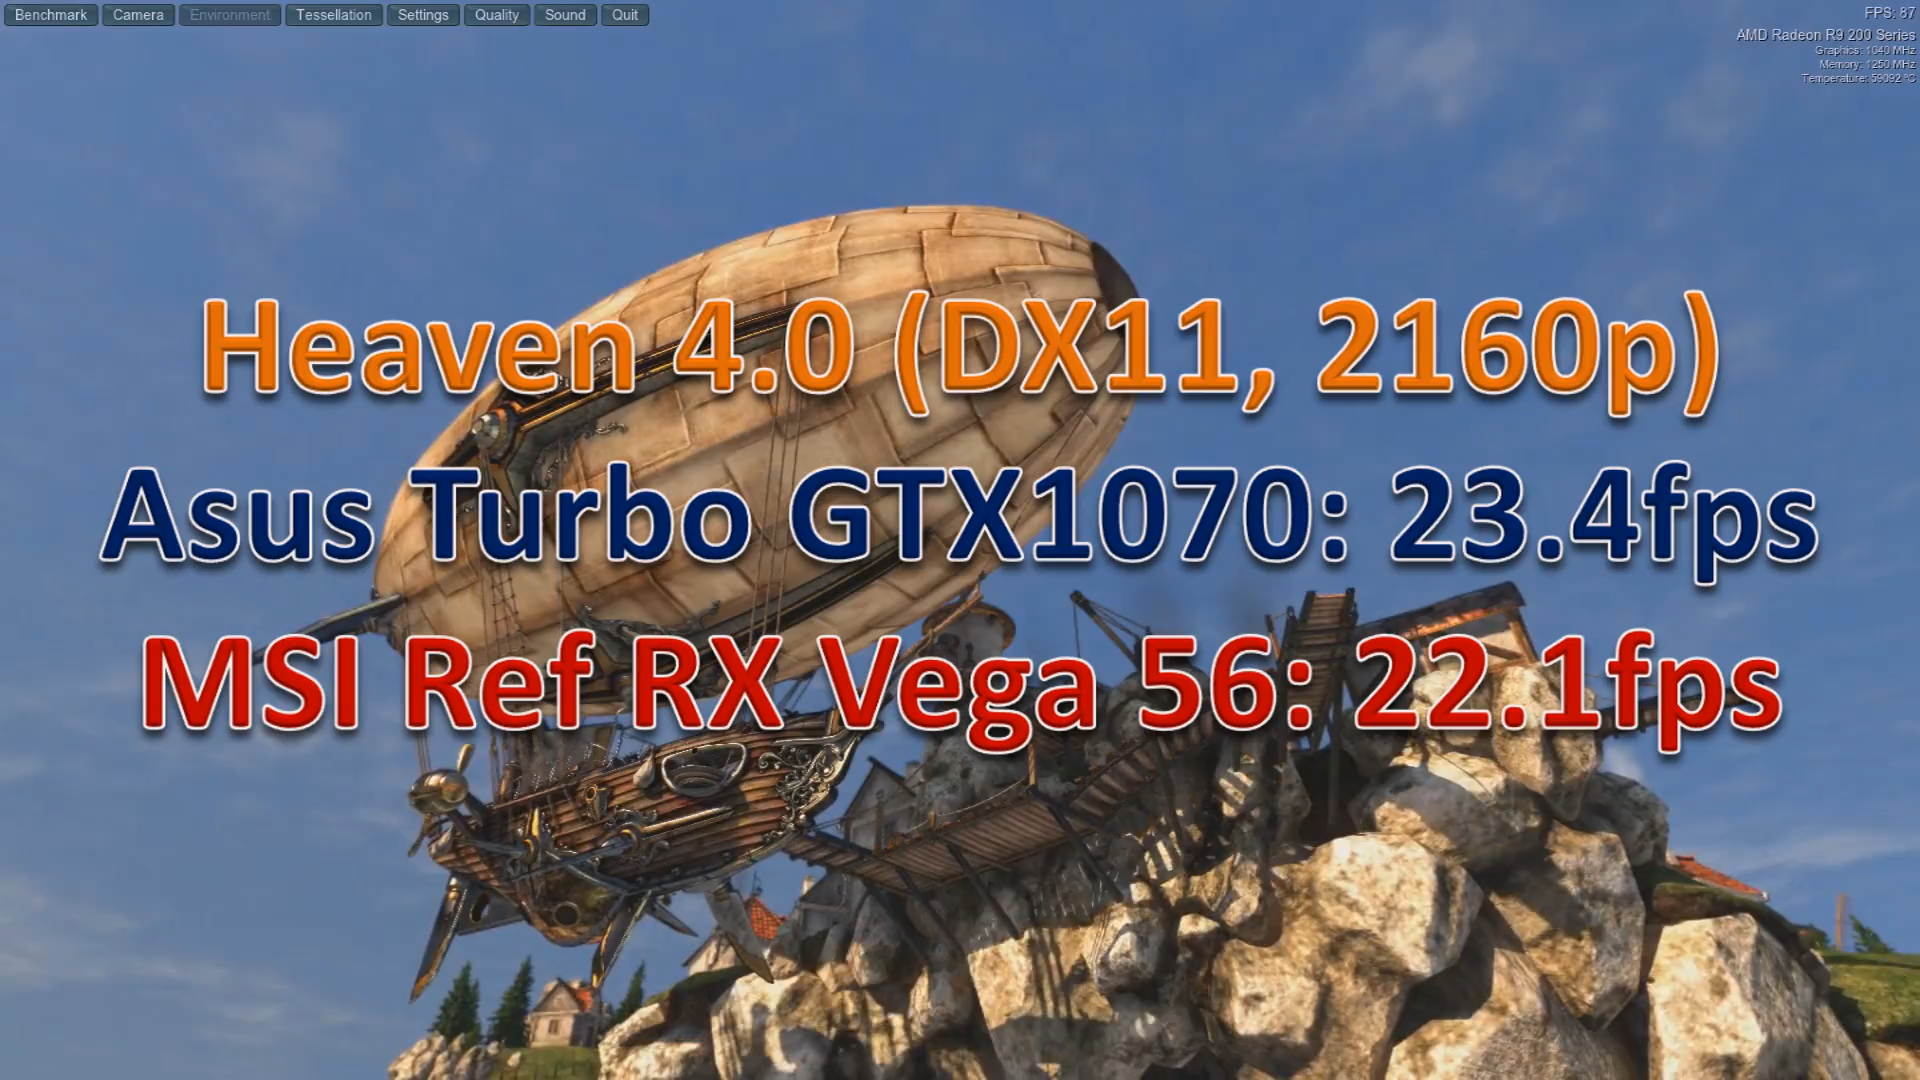 Benchmark Camera Environment Tessellation Settings Quality Sound Quit
FPS: 87
AMD Radeon R9 200 Series
Graphics: 1040 MHz
Memory: 1250 MHz
Temperature: 59092 °C
Heaven 4.0 (DX11, 2160p)
Asus Turbo GTX1070: 23.4fps
MSI Ref RX Vega 56: 22.1fps